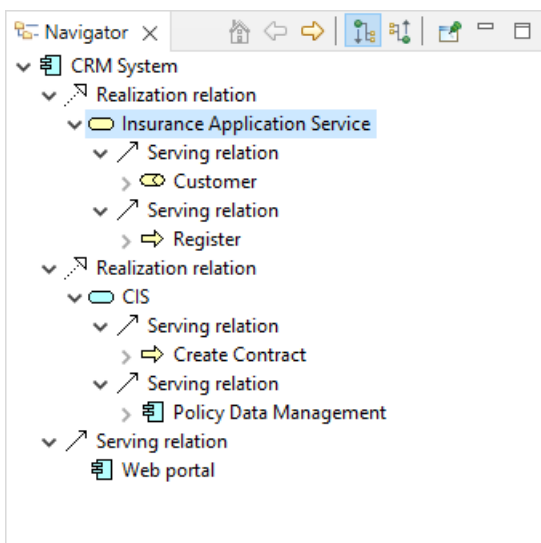 Navigator
CRM System
Realization relation
Insurance Application Service
Serving relation
Customer
Serving relation
Register
Realization relation
CIS
Serving relation
Create Contract
Serving relation
Policy Data Management
Serving relation
Web portal